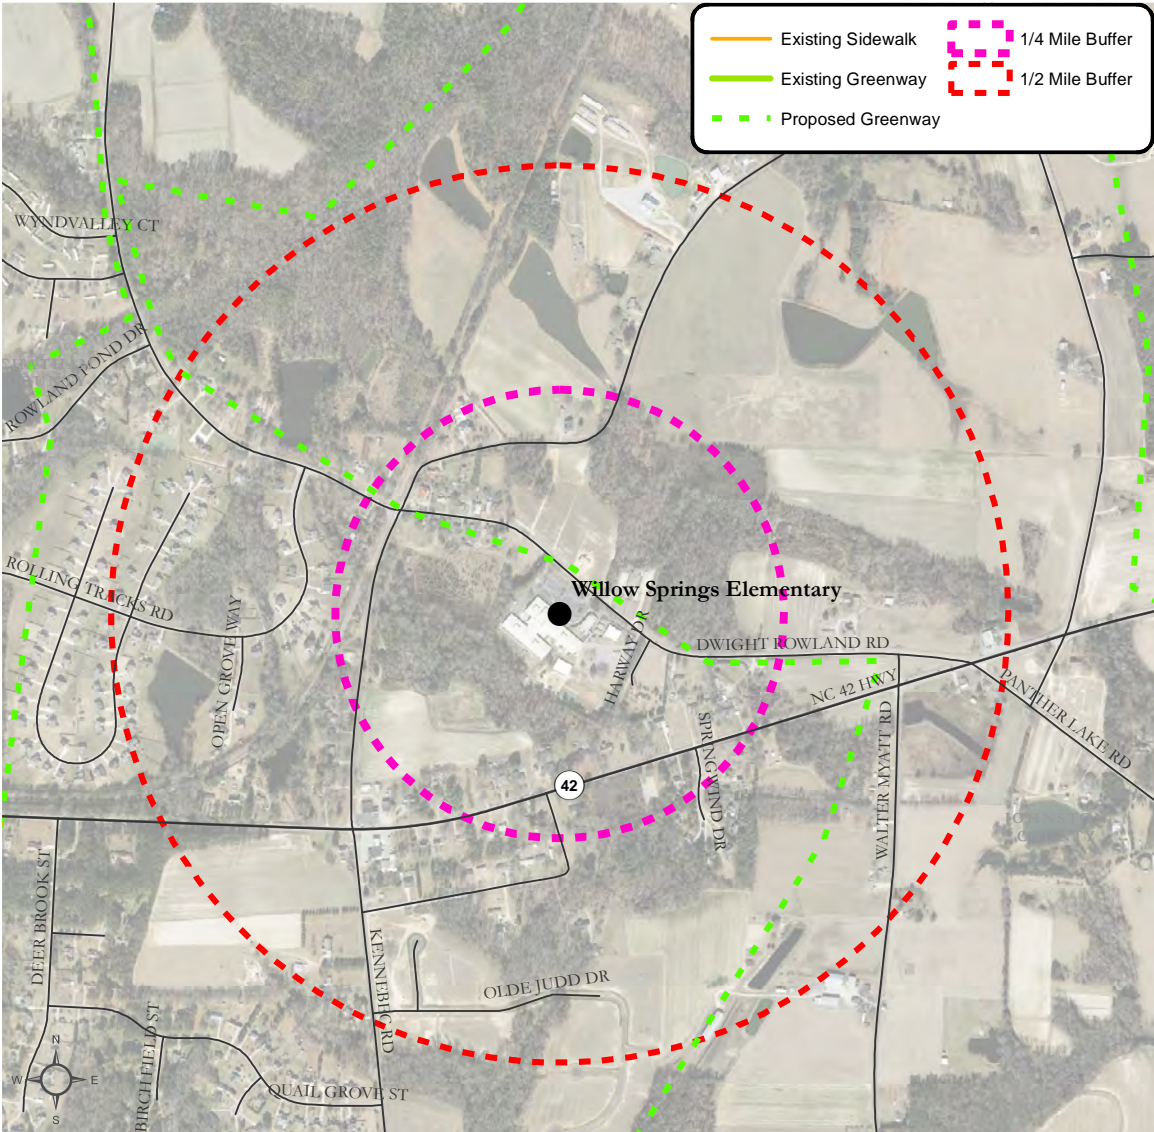 Existing Sidewalk
1/4 Mile Buffer
Existing Greenway
1/2 Mile Buffer
Proposed Greenway
WYNDVALLEY CT
ROWLAND POND DR
ROLLING TRACKS RD
OPEN GROVE WAY
Willow Springs Elementary
HARWAY DR
DWIGHT ROWLAND RD
NC 42 HWY
PANTHER LAKE RD
SPRINGWIND DR
WALTER MYATT RD
42
DEER BROOK ST
KENNEBEC RD
OLDE JUDD DR
BIRCH FIELD ST
QUAIL GROVE ST
N
W
E
S